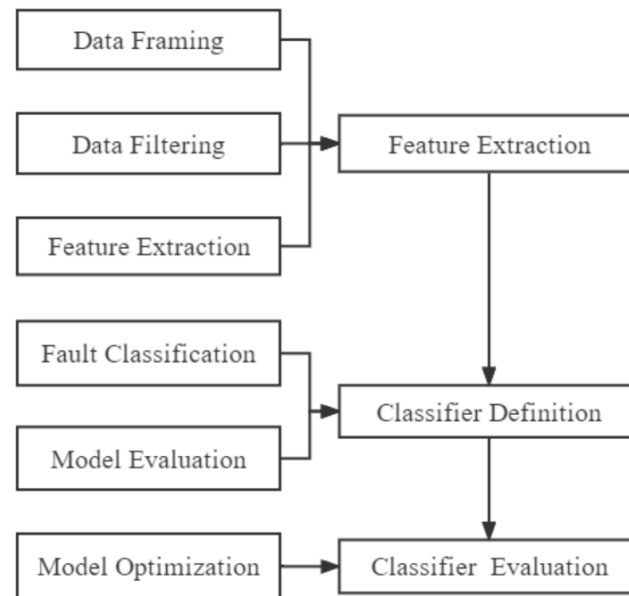 Data Framing
Data Filtering
Feature Extraction
Feature Extraction
Fault Classification
Classifier Definition
Model Evaluation
Model Optimization
Classifier Evaluation